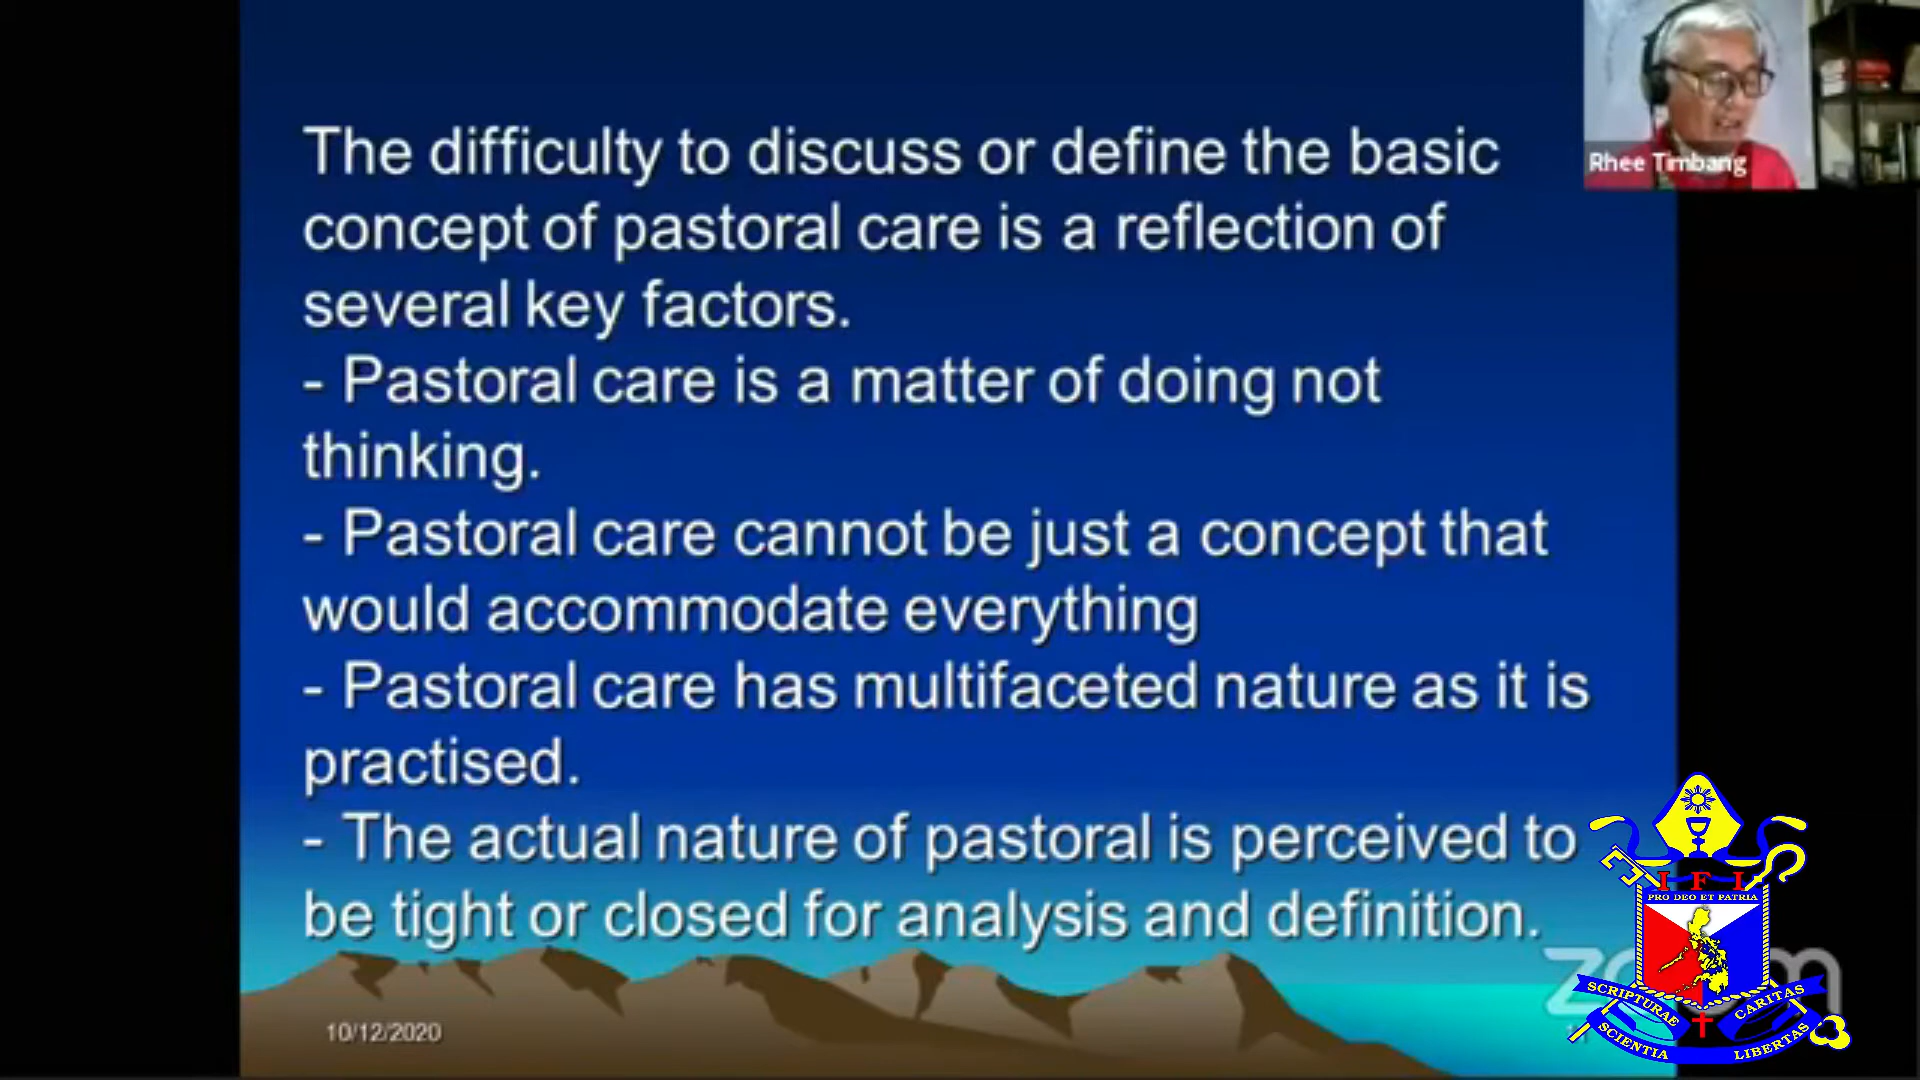 The difficulty to discuss or define the basic
concept of pastoral care is a reflection of
several key factors.
- Pastoral care is a matter of doing not
thinking.
- Pastoral care cannot be just a concept that
would accommodate everything
- Pastoral care has multifaceted nature as it is
practised.
- The actual nature of pastoral is perceived to
be tight or closed for analysis and definition.
10/12/2020
Rhee Timbang
I F I
PRO DEO ET PATRIA
SCRIPTURAE
CARITAS
SCIENTIA
LIBERTAS